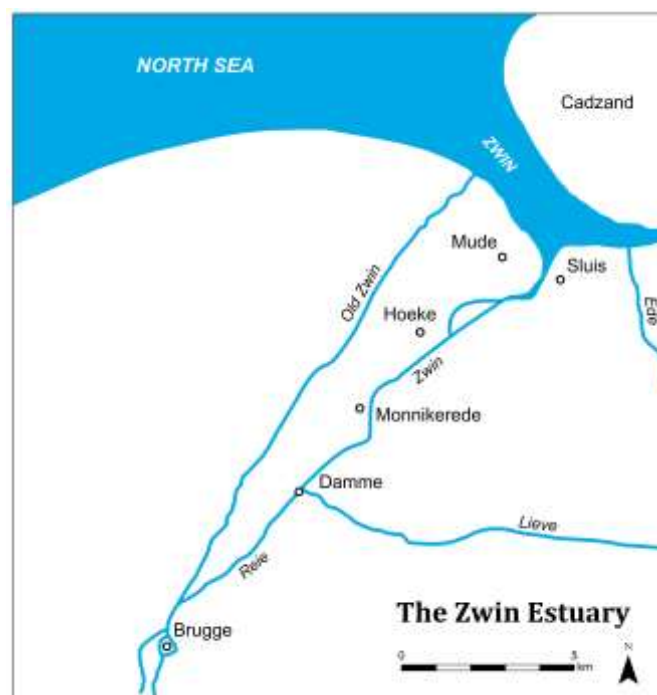 NORTH SEA
Cadzand
ZWIN
Mude
Sluis
Old Zwin
Ede
Hoeke
Zwin
Monnikerede
Damme
Lieve
Reie
The Zwin Estuary
Brugge
N
0 5
km